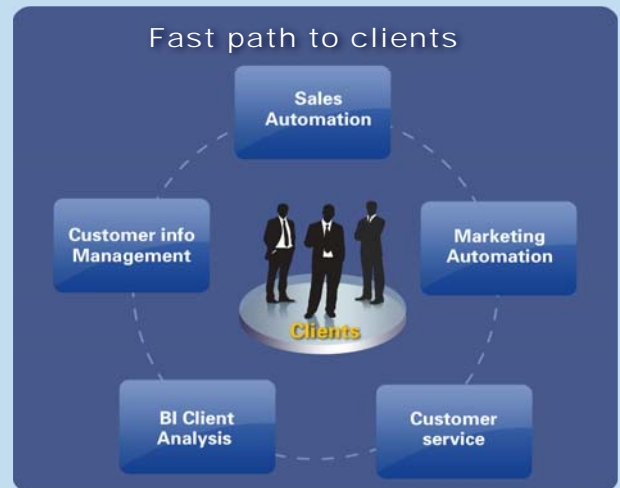 Fast path to clients
Sales
Automation
Customer info
Management
Marketing
Automation
Clients
BI Client
Analysis
Customer
service